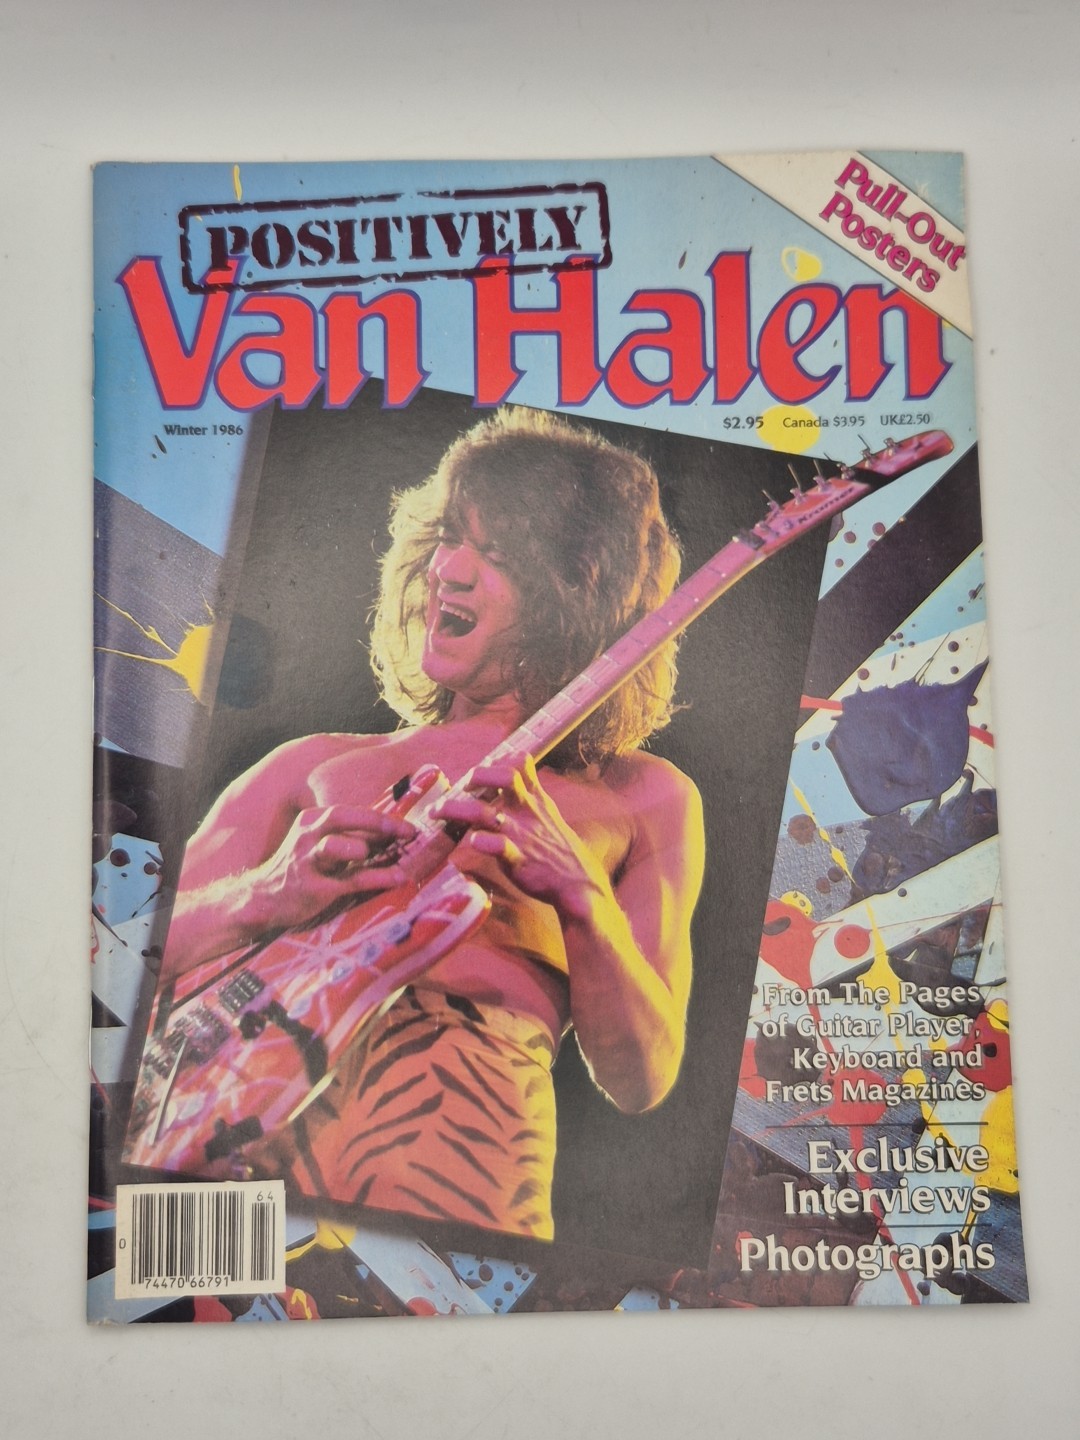 POSITIVELY
Van Halen
Pull-Out
Posters
Winter 1986
$2.95 Canada $3.95 UK£2.50
Kramer
From The Pages
of Guitar Player,
Keyboard and
Frets Magazines
Exclusive
Interviews
Photographs
64
0
74470 66791